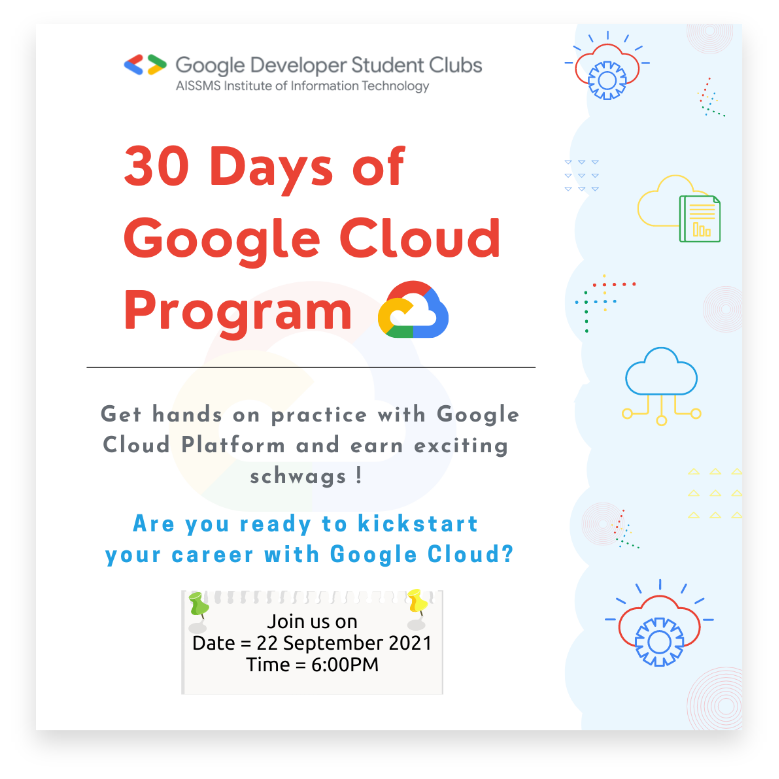 Google Developer Student Clubs
AISSMS Institute of Information Technology
30 Days of
Google Cloud
Program
Get hands on practice with Google
Cloud Platform and earn exciting
schwags !
Are you ready to kickstart
your career with Google Cloud?
Join us on
Date = 22 September 2021
Time = 6:00PM